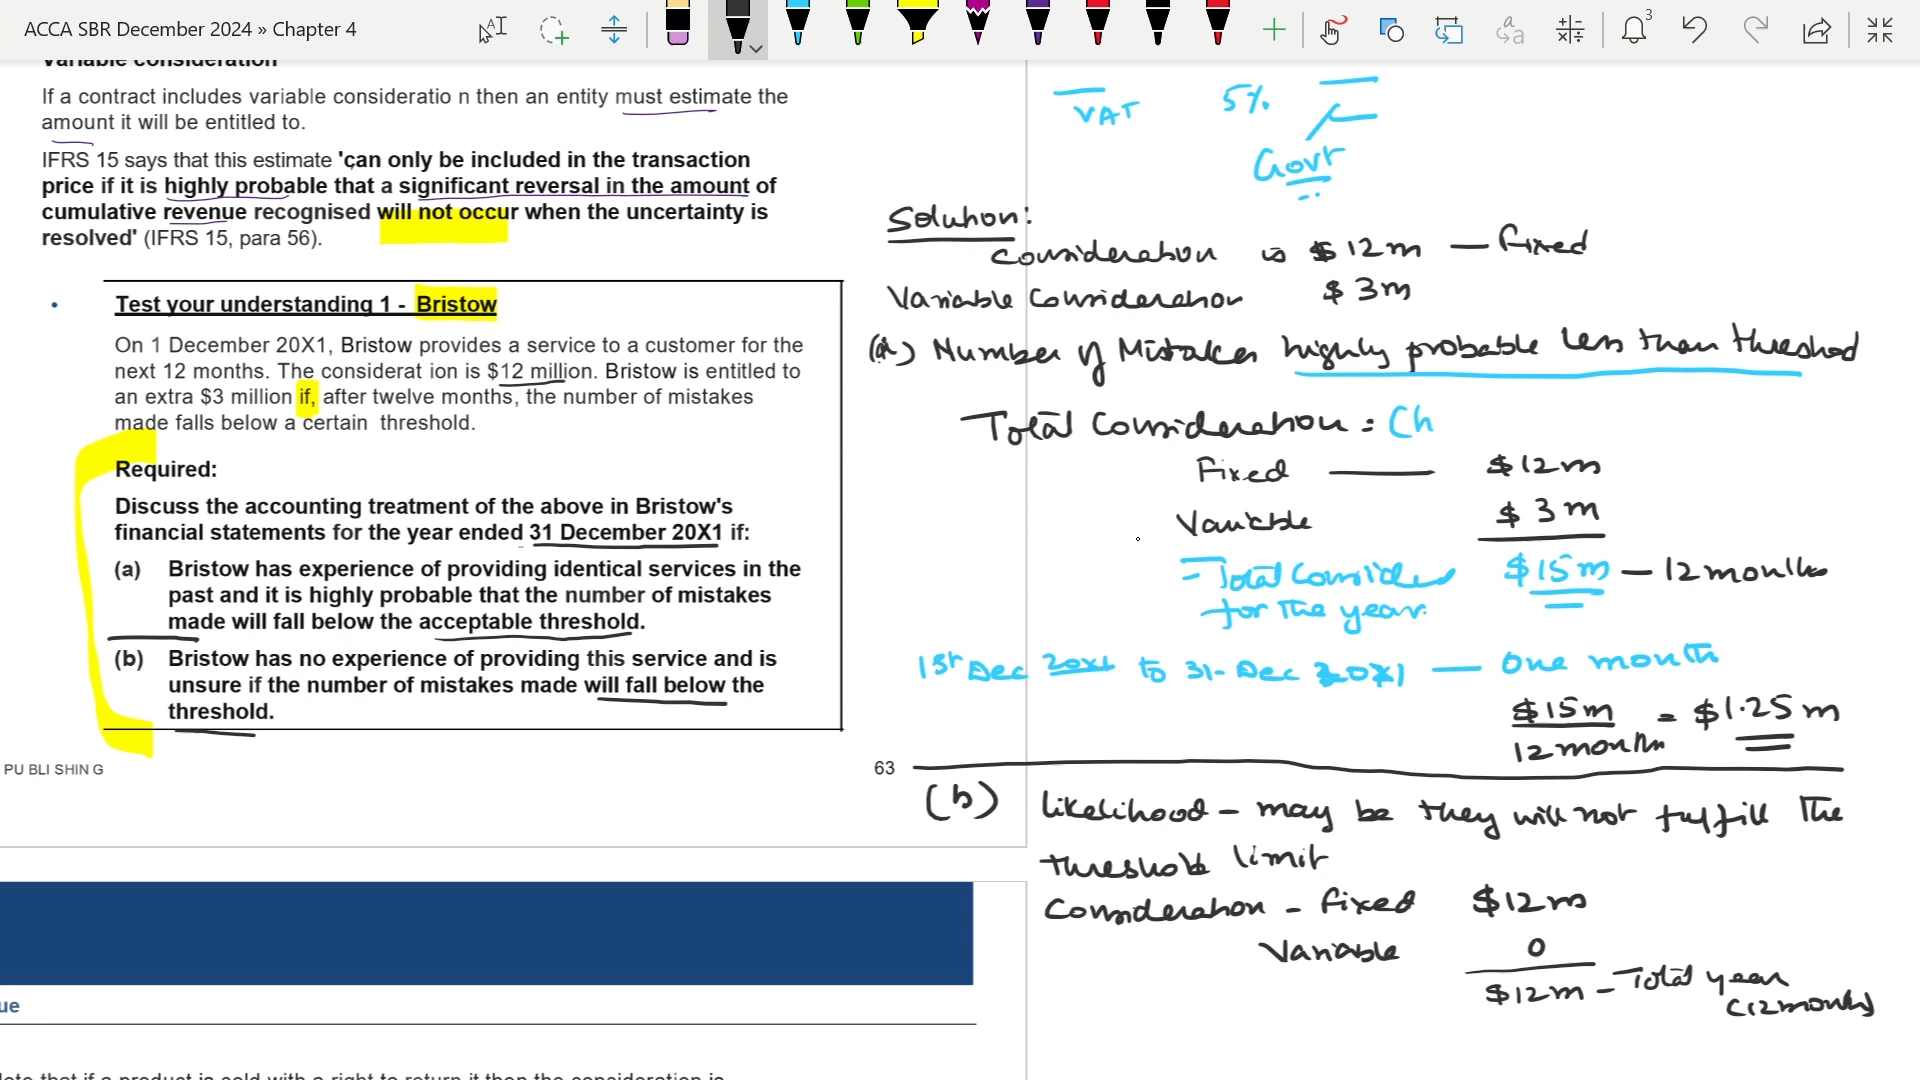 ACCA SBR December 2024 » Chapter 4
3
Variable consideration
If a contract includes variable consideratio n then an entity must estimate the
amount it will be entitled to.
IFRS 15 says that this estimate 'can only be included in the transaction
price if it is highly probable that a significant reversal in the amount of
cumulative revenue recognised will not occur when the uncertainty is
resolved' (IFRS 15, para 56).
• Test your understanding 1 - Bristow
On 1 December 20X1, Bristow provides a service to a customer for the
next 12 months. The considerat ion is $12 million. Bristow is entitled to
an extra $3 million if, after twelve months, the number of mistakes
made falls below a certain threshold.
Required:
Discuss the accounting treatment of the above in Bristow's
financial statements for the year ended 31 December 20X1 if:
(a) Bristow has experience of providing identical services in the
past and it is highly probable that the number of mistakes
made will fall below the acceptable threshold.
(b) Bristow has no experience of providing this service and is
unsure if the number of mistakes made will fall below the
threshold.
PU BLI SHIN G
63
ue
VAT 5%
Govt
Solution:
Consideration is $12m — fixed
Variable Consideration $3m
(a) Number of Mistakes highly probable less than threshod
Total Consideration = Ch
Fixed — $12m
Variable $3m
= Total Consider $15m — 12 months
for the year.
1st Dec 20x1 to 31-Dec 20x1 — one month
$15m = $1.25m
12 months
(b) likelihood - may be they will not fulfill the
threshold limit
Consideration - fixed $12m
Variable 0
$12m - Total year
(12 months)